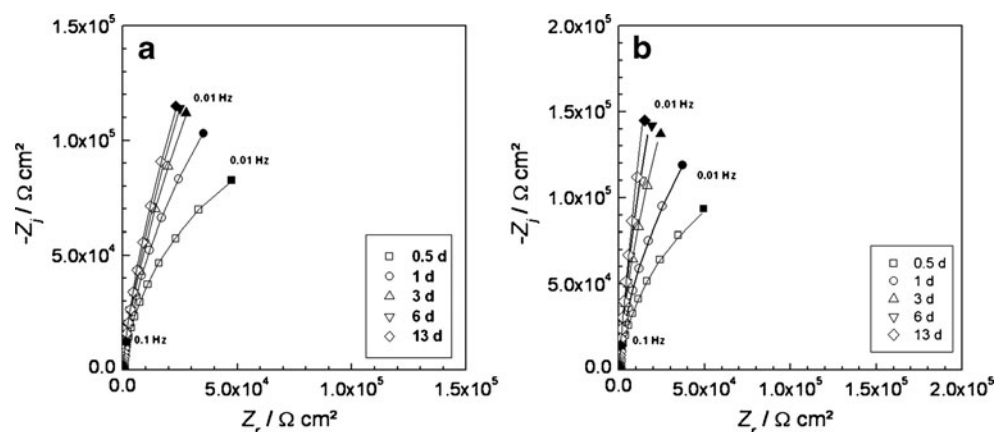 a
1.5x10⁵
1.0x10⁵
5.0x10⁴
0.0
-Zⱼ / Ω cm²
0.01 Hz
0.01 Hz
0.1 Hz
0.5 d
1 d
3 d
6 d
13 d
0.0
5.0x10⁴
1.0x10⁵
1.5x10⁵
Zᵣ / Ω cm²
b
2.0x10⁵
1.5x10⁵
1.0x10⁵
5.0x10⁴
0.0
-Zⱼ / Ω cm²
0.01 Hz
0.01 Hz
0.1 Hz
0.5 d
1 d
3 d
6 d
13 d
0.0
5.0x10⁴
1.0x10⁵
1.5x10⁵
2.0x10⁵
Zᵣ / Ω cm²